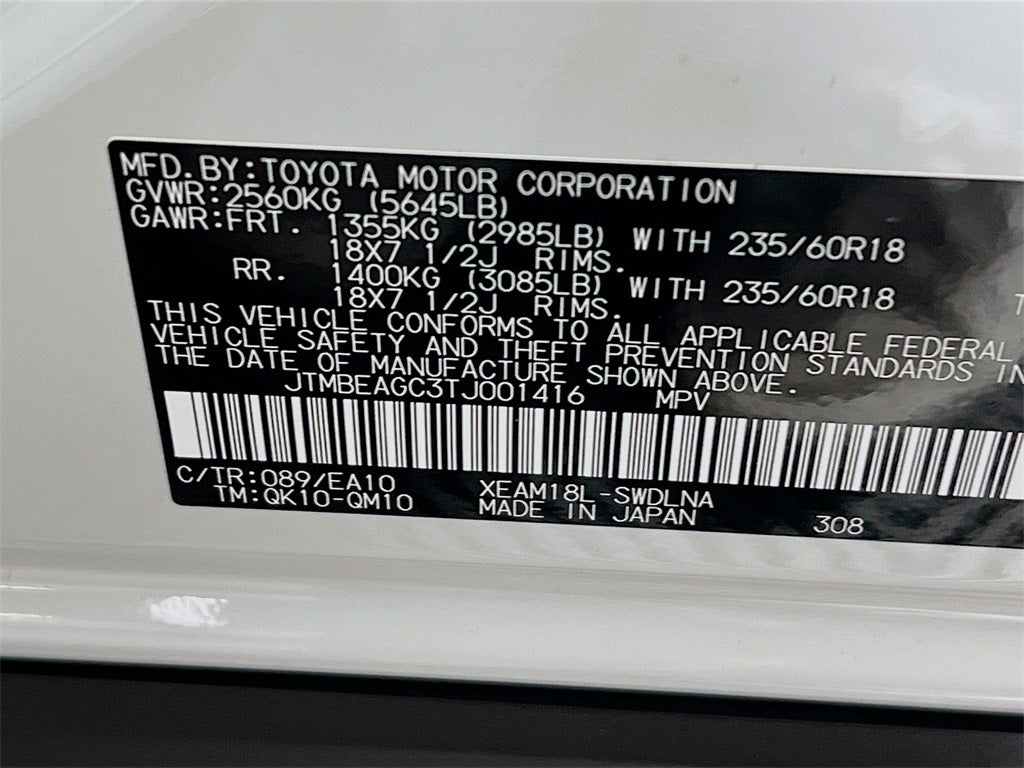 MFD.BY:TOYOTA MOTOR CORPORATION
GVWR:2560KG (5645LB)
GAWR:FRT. 1355KG (2985LB) WITH 235/60R18
18X7 1/2J RIMS.
RR. 1400KG (3085LB) WITH 235/60R18
18X7 1/2J RIMS. T
THIS VEHICLE CONFORMS TO ALL APPLICABLE FEDERAL
VEHICLE SAFETY AND THEFT PREVENTION STANDARDS IN
THE DATE OF MANUFACTURE SHOWN ABOVE.
JTMBEAGC3TJ001416 MPV
C/TR:089/EA10 XEAM18L-SWDLNA
TM:QK10-QM10 MADE IN JAPAN 308